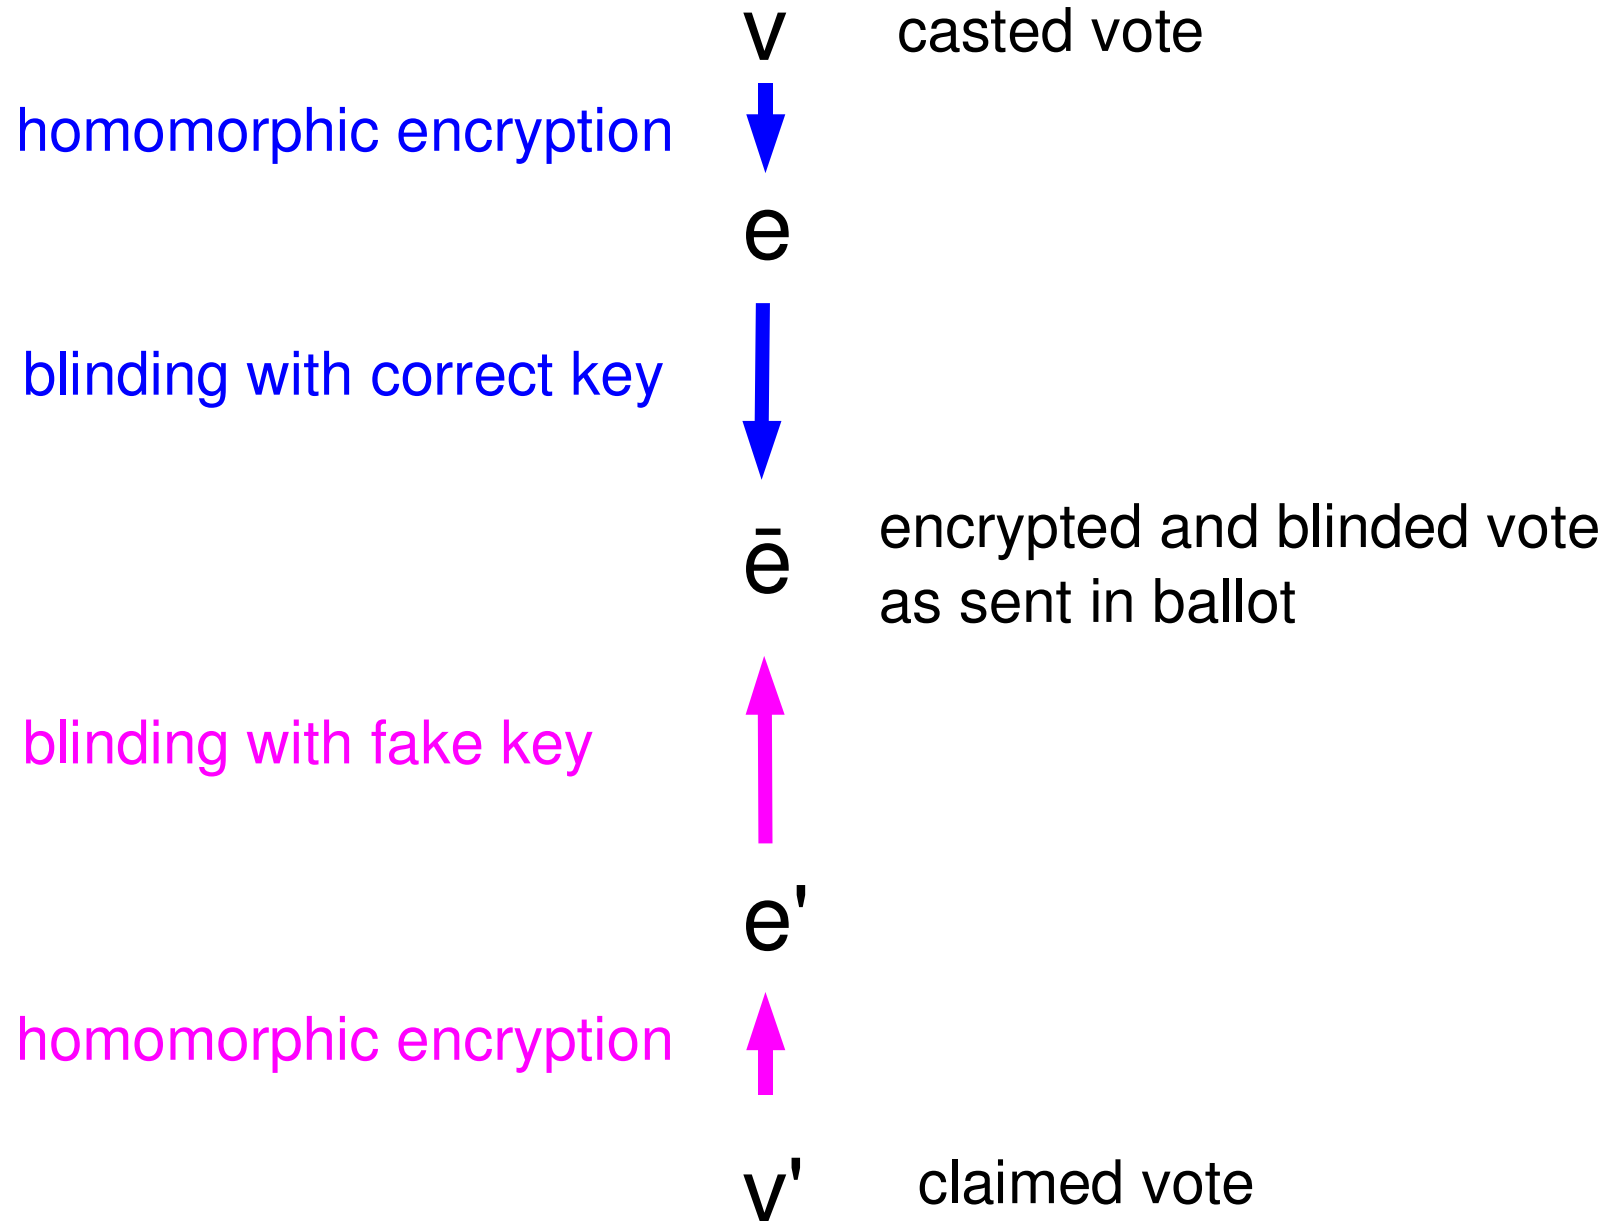 v casted vote
homomorphic encryption
e
blinding with correct key
ē encrypted and blinded vote
as sent in ballot
blinding with fake key
e'
homomorphic encryption
v' claimed vote